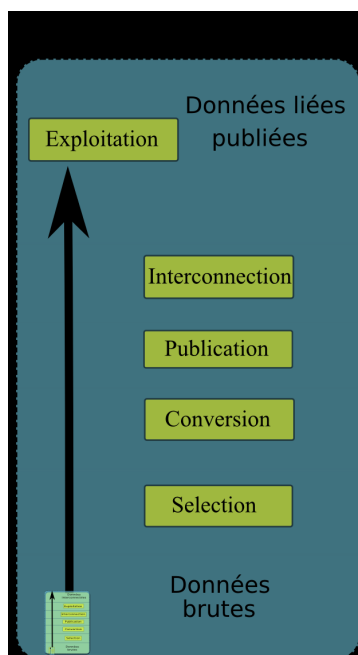 Données liées
publiées
Exploitation
Interconnection
Publication
Conversion
Selection
Données
brutes